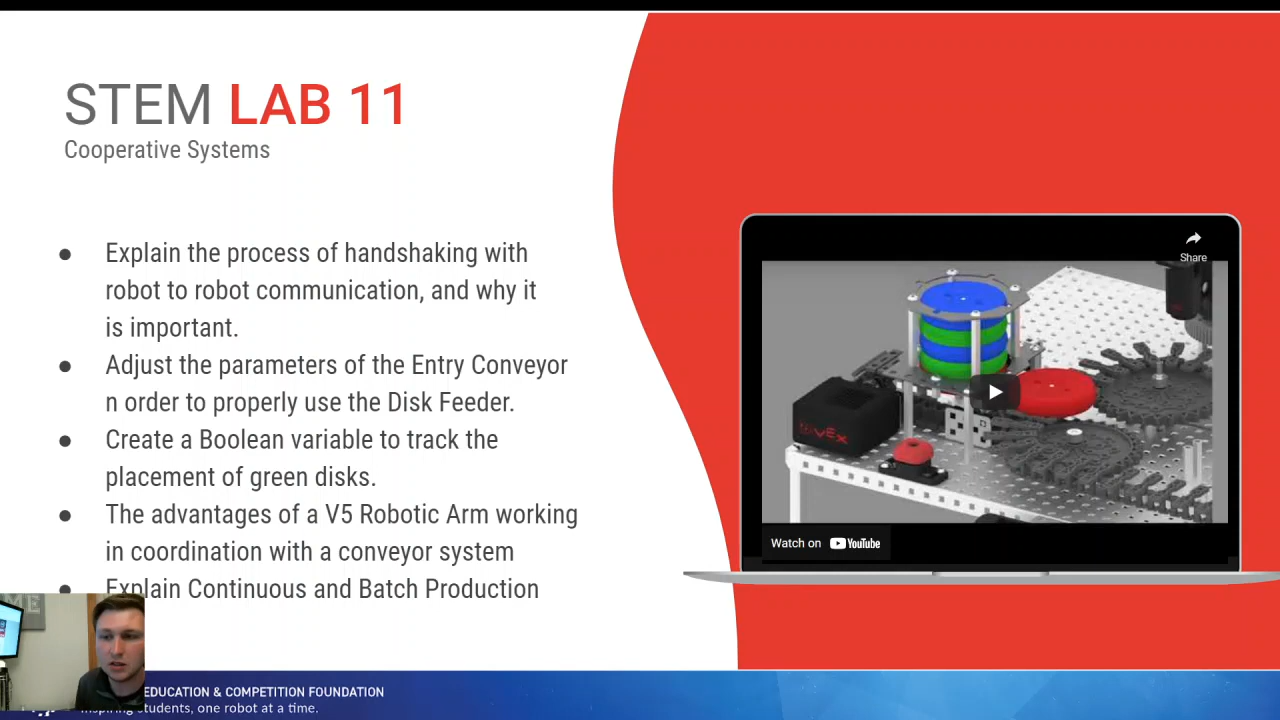 STEM LAB 11
Cooperative Systems
● Explain the process of handshaking with
robot to robot communication, and why it
is important.
● Adjust the parameters of the Entry Conveyor
n order to properly use the Disk Feeder.
● Create a Boolean variable to track the
placement of green disks.
● The advantages of a V5 Robotic Arm working
in coordination with a conveyor system
● Explain Continuous and Batch Production
Share
VEX
Watch on YouTube
EDUCATION & COMPETITION FOUNDATION
Inspiring students, one robot at a time.